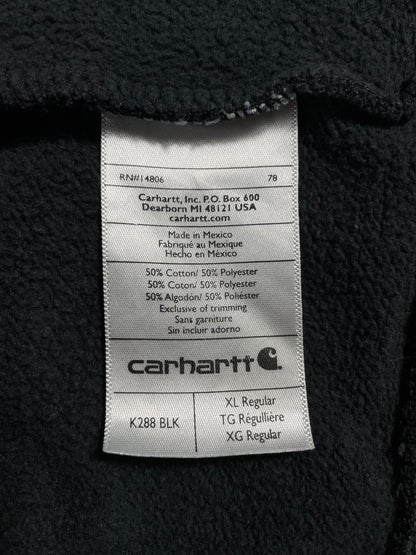 RN#14806 78
Carhartt, Inc. P.O. Box 600
Dearborn MI 48121 USA
carhartt.com
Made in Mexico
Fabriqué au Mexique
Hecho en México
50% Cotton/ 50% Polyester
50% Coton/ 50% Polyester
50% Algodón/ 50% Poliéster
Exclusive of trimming
Sans garniture
Sin incluir adorno
carhartt
K288 BLK
XL Regular
TG Régullière
XG Regular